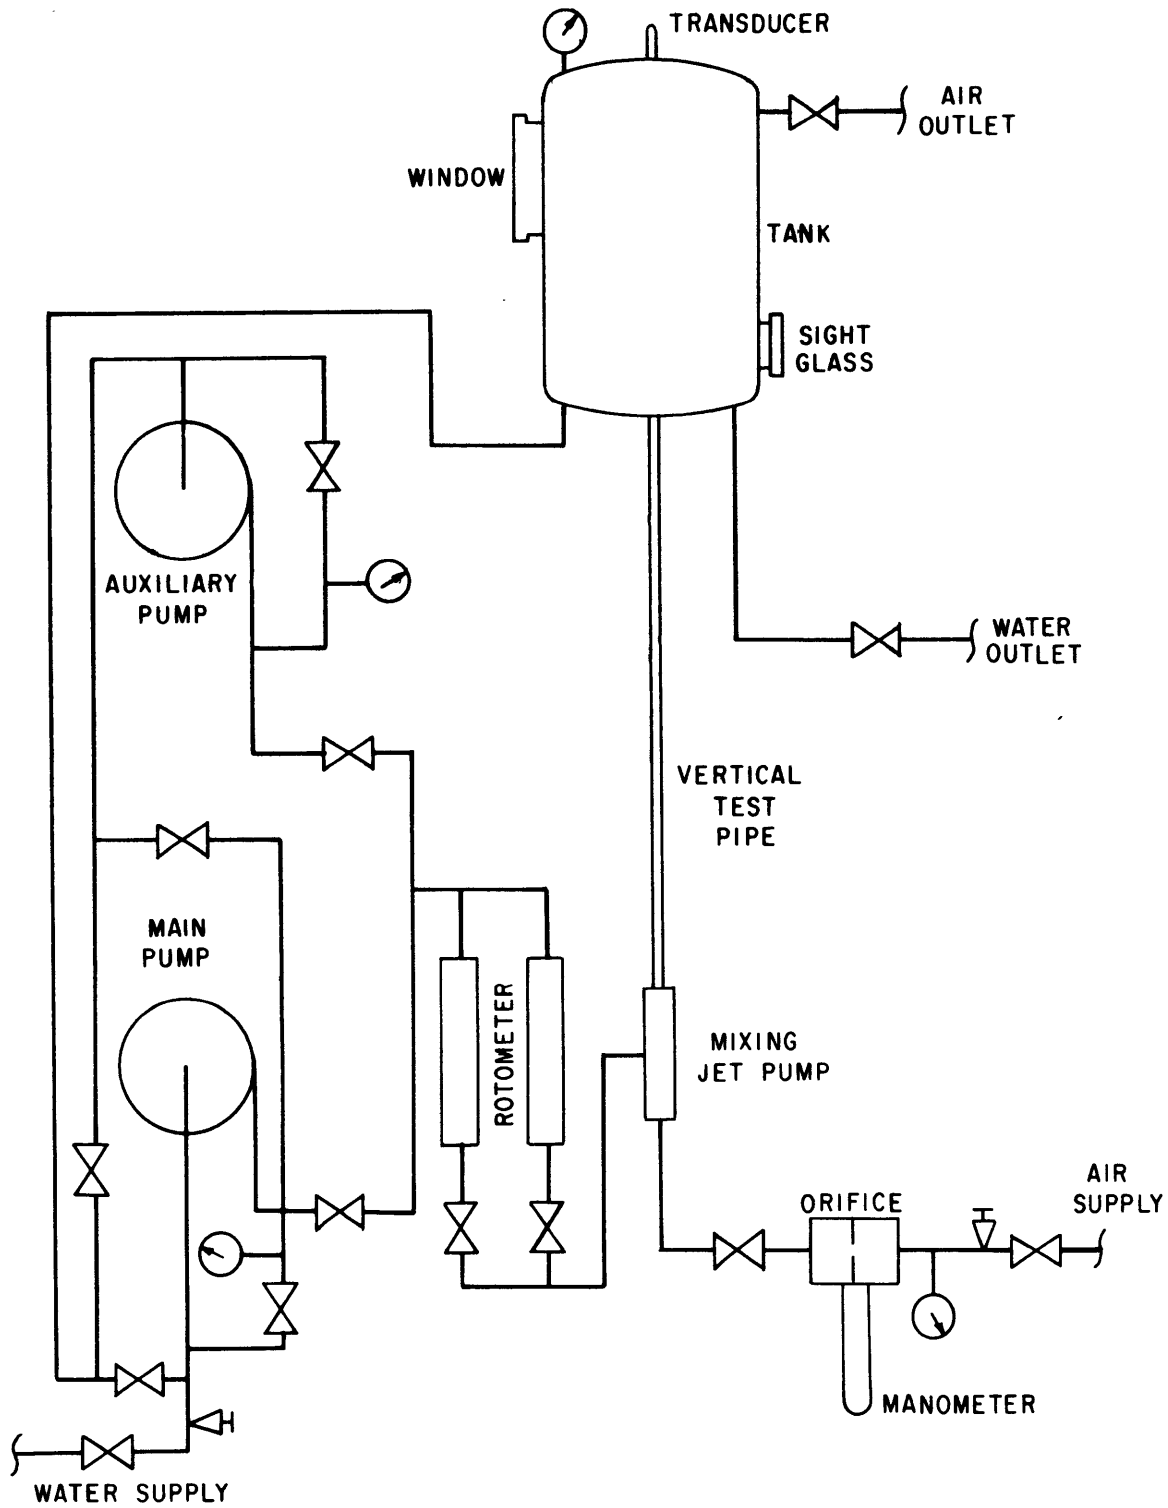 TRANSDUCER
AIR
OUTLET
WINDOW
TANK
SIGHT
GLASS
AUXILIARY
PUMP
WATER
OUTLET
VERTICAL
TEST
PIPE
MAIN
PUMP
ROTOMETER
MIXING
JET PUMP
AIR
SUPPLY
ORIFICE
MANOMETER
WATER SUPPLY